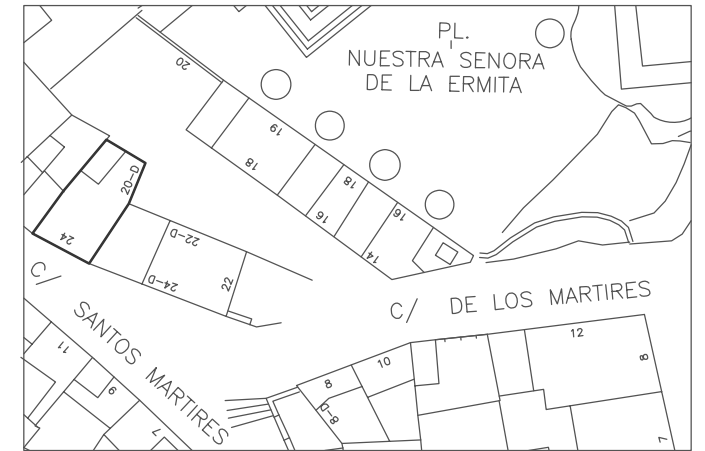 PL.
NUESTRA SENORA
DE LA ERMITA
20
19
18
18
16
16
14
20-D
24
22-D
24-D
22
C/ SANTOS MARTIRES
C/ DE LOS MARTIRES
12
8
10
8
8-D
11
9
7
7